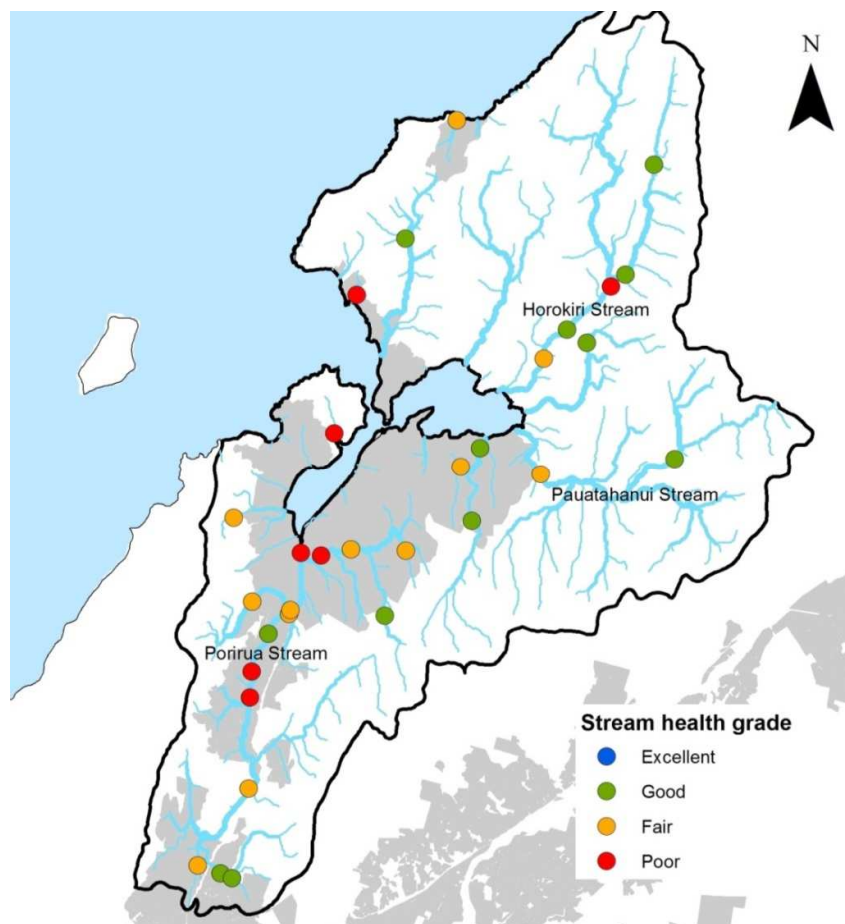 N
Horokiri Stream
Pauatahanui Stream
Porirua Stream
Stream health grade
Excellent
Good
Fair
Poor